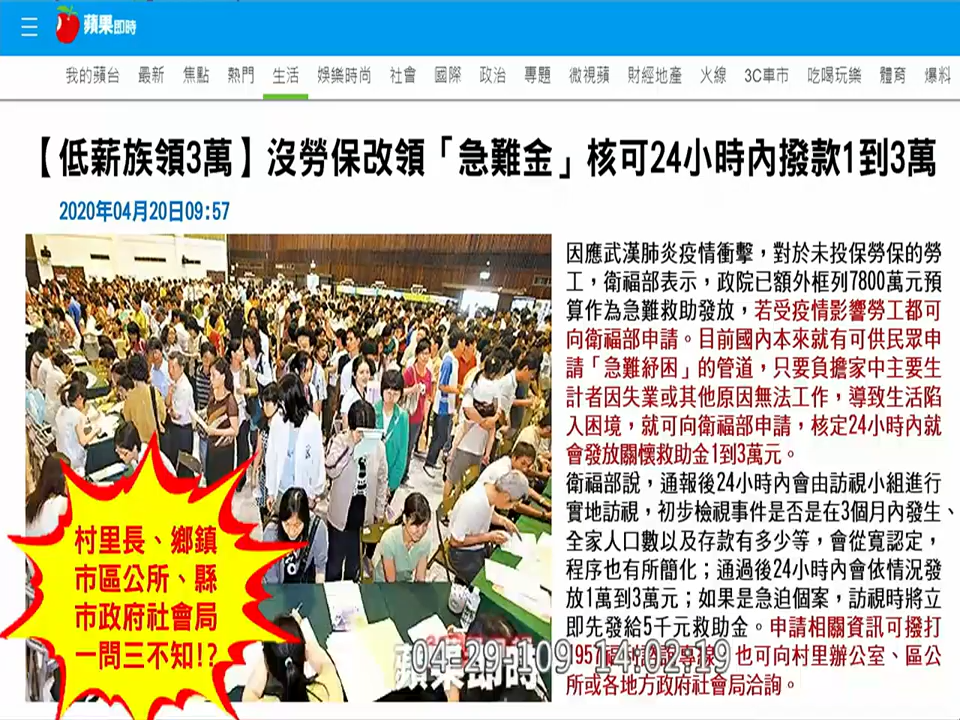 蘋果即時
我的蘋台 最新 焦點 熱門 生活 娛樂時尚 社會 國際 政治 專題 微視蘋 財經地產 火線 3C車市 吃喝玩樂 體育 爆料
【低薪族領3萬】沒勞保改領「急難金」核可24小時內撥款1到3萬
2020年04月20日09:57
因應武漢肺炎疫情衝擊，對於未投保勞保的勞
工，衛福部表示，政院已額外框列7800萬元預
算作為急難救助發放，若受疫情影響勞工都可
向衛福部申請。目前國內本來就有可供民眾申
請「急難紓困」的管道，只要負擔家中主要生
計者因失業或其他原因無法工作，導致生活陷
入困境，就可向衛福部申請，核定24小時內就
會發放關懷救助金1到3萬元。
衛福部說，通報後24小時內會由訪視小組進行
實地訪視，初步檢視事件是否是在3個月內發生、
全家人口數以及存款有多少等，會從寬認定，
程序也有所簡化；通過後24小時內會依情況發
放1萬到3萬元；如果是急迫個案，訪視時將立
即先發給5千元救助金。申請相關資訊可撥打
也可向村里辦公室、區公
所或各地方政府社會局洽詢。
村里長、鄉鎮
市區公所、縣
市政府社會局
一問三不知!?
蘋果即時
04-29-109 14:02:19